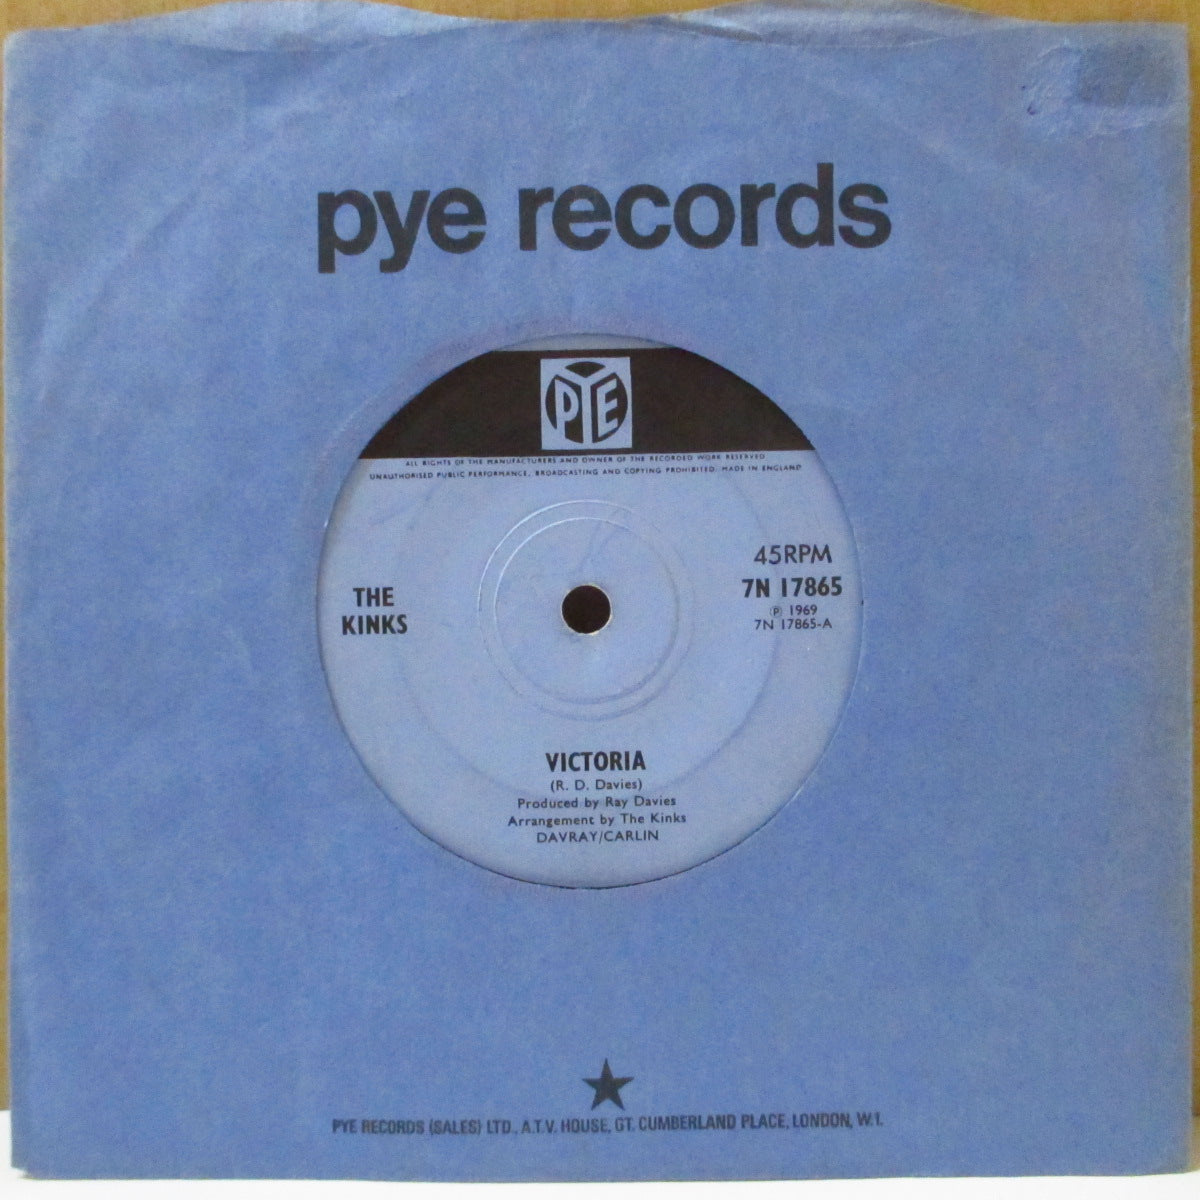 pye records
PYE
ALL RIGHTS OF THE MANUFACTURERS AND OWNER OF THE RECORDED WORK RESERVED
UNAUTHORISED PUBLIC PERFORMANCE, BROADCASTING AND COPYING PROHIBITED. MADE IN ENGLAND
45RPM
7N 17865
Ⓟ 1969
7N 17865-A
THE
KINKS
VICTORIA
(R. D. Davies)
Produced by Ray Davies
Arrangement by The Kinks
DAVRAY/CARLIN
PYE RECORDS (SALES) LTD., A.T.V. HOUSE, GT. CUMBERLAND PLACE, LONDON, W.1.